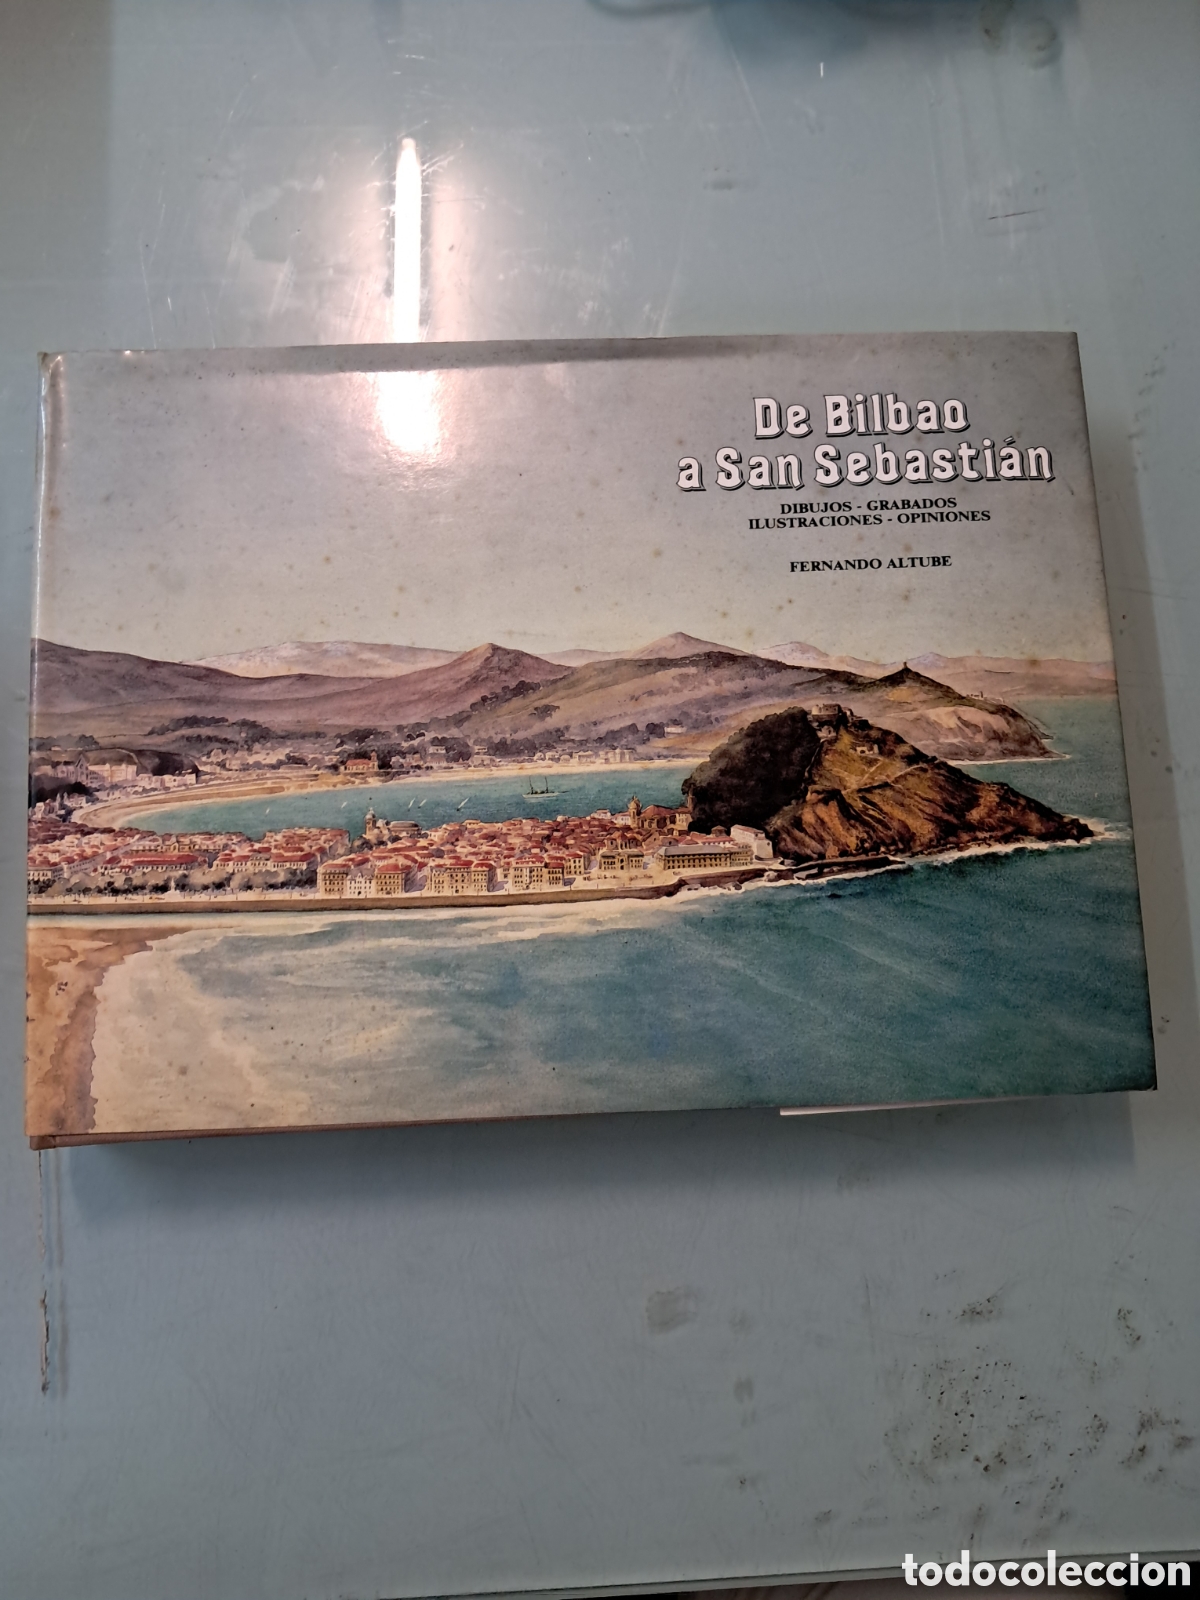 De Bilbao
a San Sebastián
DIBUJOS - GRABADOS
ILUSTRACIONES - OPINIONES
FERNANDO ALTUBE
todocoleccion